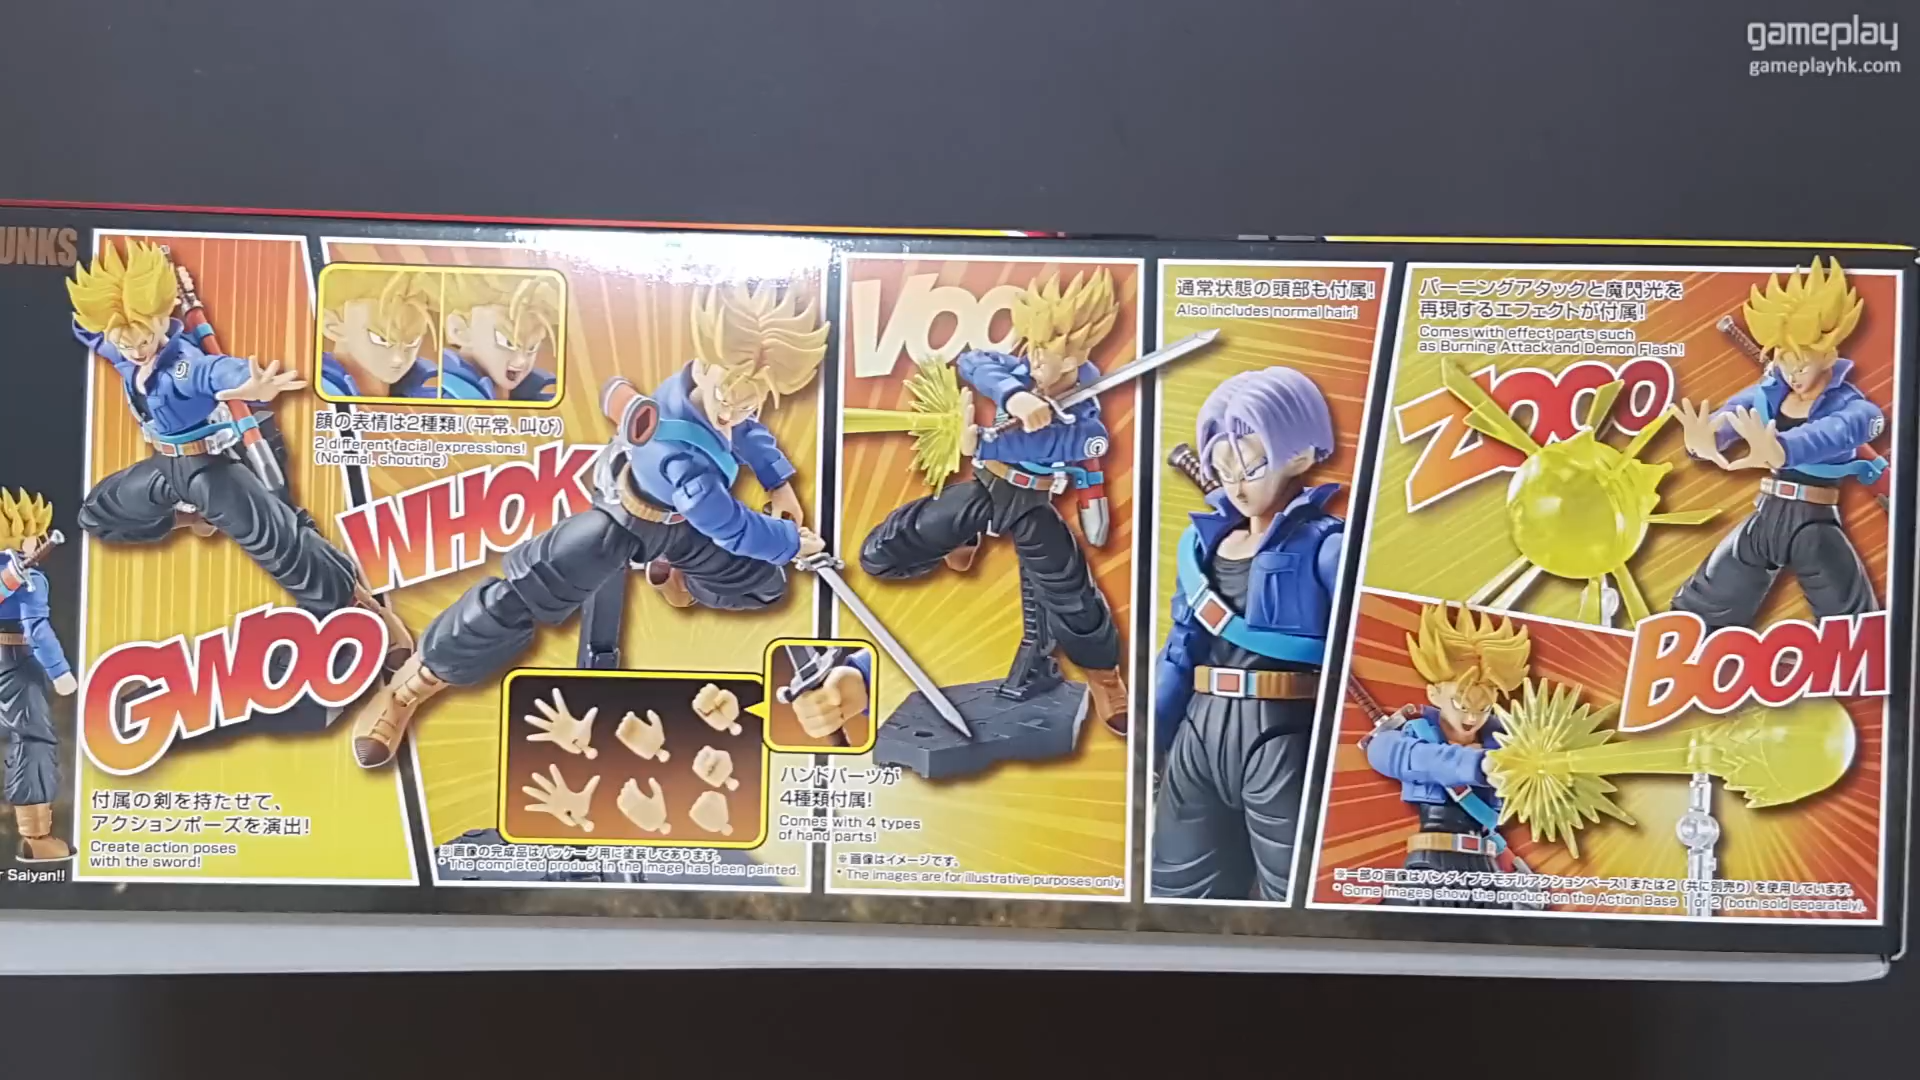 gameplay
gameplayhk.com
UNKS
r Saiyan!!
GWOO
付属の剣を持たせて、
アクションポーズを演出!
Create action poses
with the sword!
顔の表情は2種類!(平常、叫び)
2 different facial expressions!
(Normal, shouting)
WHOK
ハンドパーツが
4種類付属!
Comes with 4 types
of hand parts!
※画像の完成品はパッケージ用に塗装してあります。
* The completed product in the image has been painted.
VOO
※画像はイメージです。
* The images are for illustrative purposes only.
通常状態の頭部も付属!
Also includes normal hair!
バーニングアタックと魔閃光を
再現するエフェクトが付属!
Comes with effect parts such
as Burning Attack and Demon Flash!
ZOOO
BOOM
※一部の画像はバンダイプラモデルアクションベース1または2(共に別売り)を使用しています。
* Some images show the product on the Action Base 1 or 2 (both sold separately).